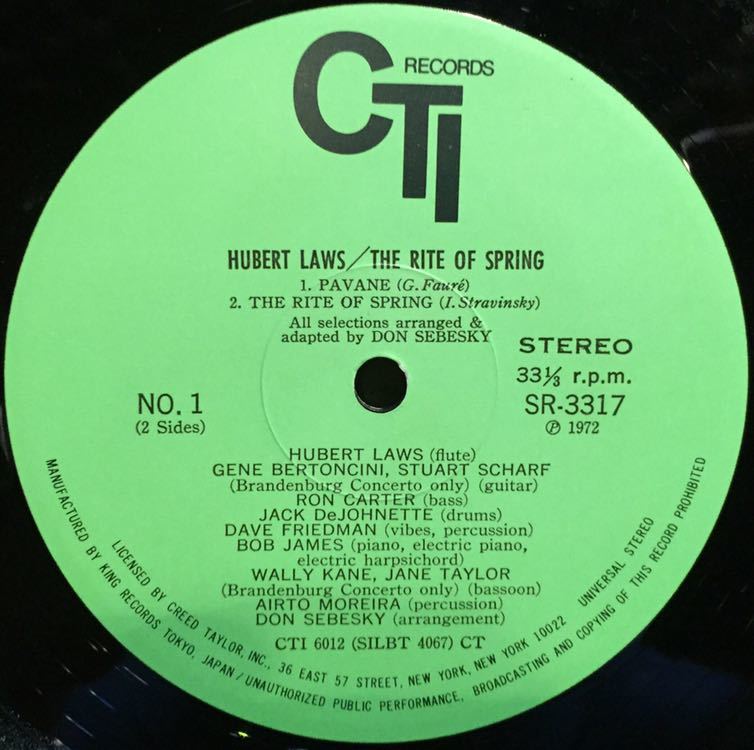 CTI RECORDS
HUBERT LAWS/THE RITE OF SPRING
1. PAVANE (G. Fauré)
2. THE RITE OF SPRING (I. Stravinsky)
All selections arranged &
adapted by DON SEBESKY
STEREO
33⅓ r.p.m.
SR-3317
Ⓟ 1972
NO. 1
(2 Sides)
HUBERT LAWS (flute)
GENE BERTONCINI, STUART SCHARF
(Brandenburg Concerto only) (guitar)
RON CARTER (bass)
JACK DeJOHNETTE (drums)
DAVE FRIEDMAN (vibes, percussion)
BOB JAMES (piano, electric piano,
electric harpsichord)
WALLY KANE, JANE TAYLOR
(Brandenburg Concerto only) (bassoon)
AIRTO MOREIRA (percussion)
DON SEBESKY (arrangement)
CTI 6012 (SILBT 4067) CT
LICENSED BY CREED TAYLOR, INC., 36 EAST 57 STREET, NEW YORK, NEW YORK 10022 UNIVERSAL STEREO
MANUFACTURED BY KING RECORDS TOKYO, JAPAN / UNAUTHORIZED PUBLIC PERFORMANCE, BROADCASTING AND COPYING OF THIS RECORD PROHIBITED